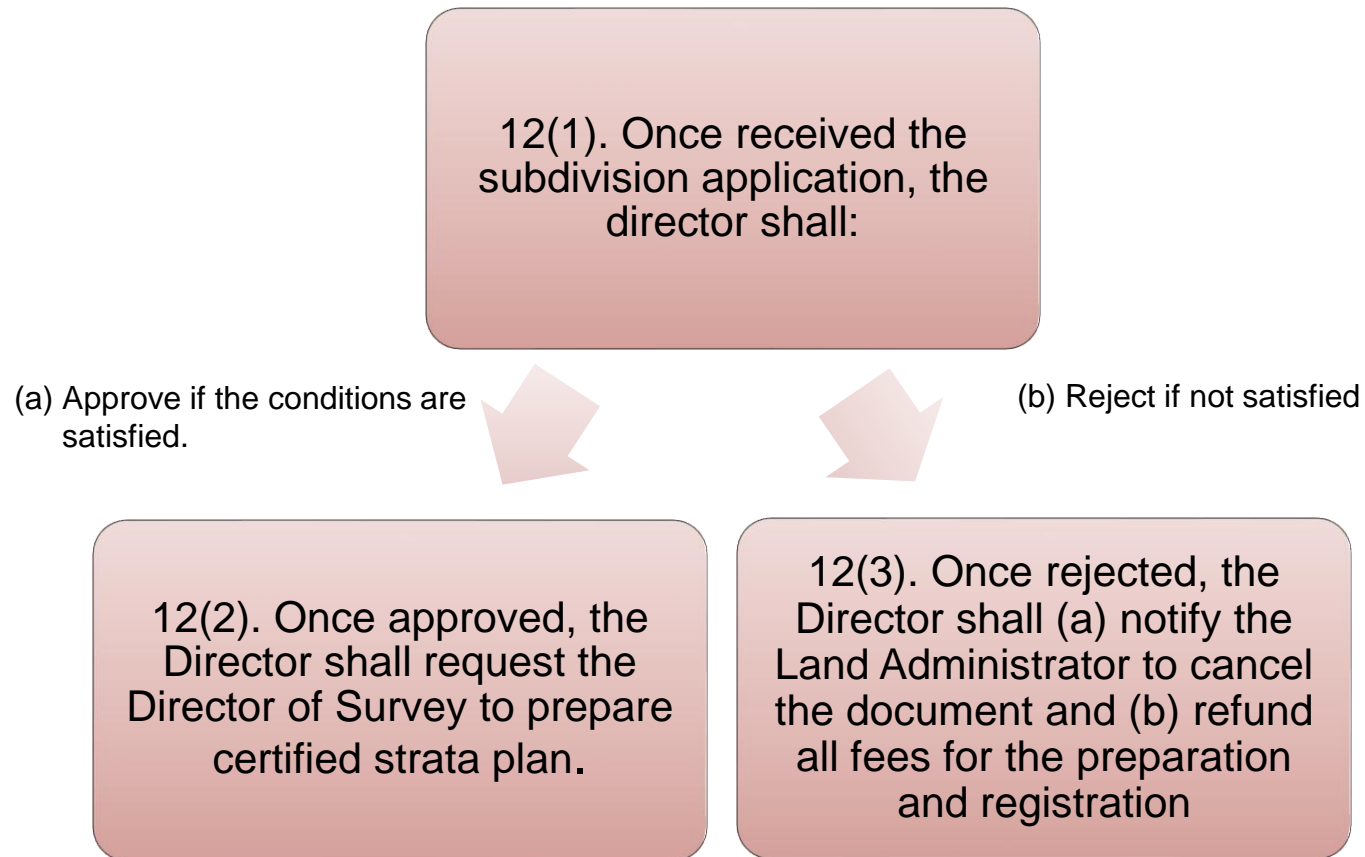 12(1). Once received the
subdivision application, the
director shall:
(a) Approve if the conditions are
satisfied.
(b) Reject if not satisfied
12(2). Once approved, the
Director shall request the
Director of Survey to prepare
certified strata plan.
12(3). Once rejected, the
Director shall (a) notify the
Land Administrator to cancel
the document and (b) refund
all fees for the preparation
and registration